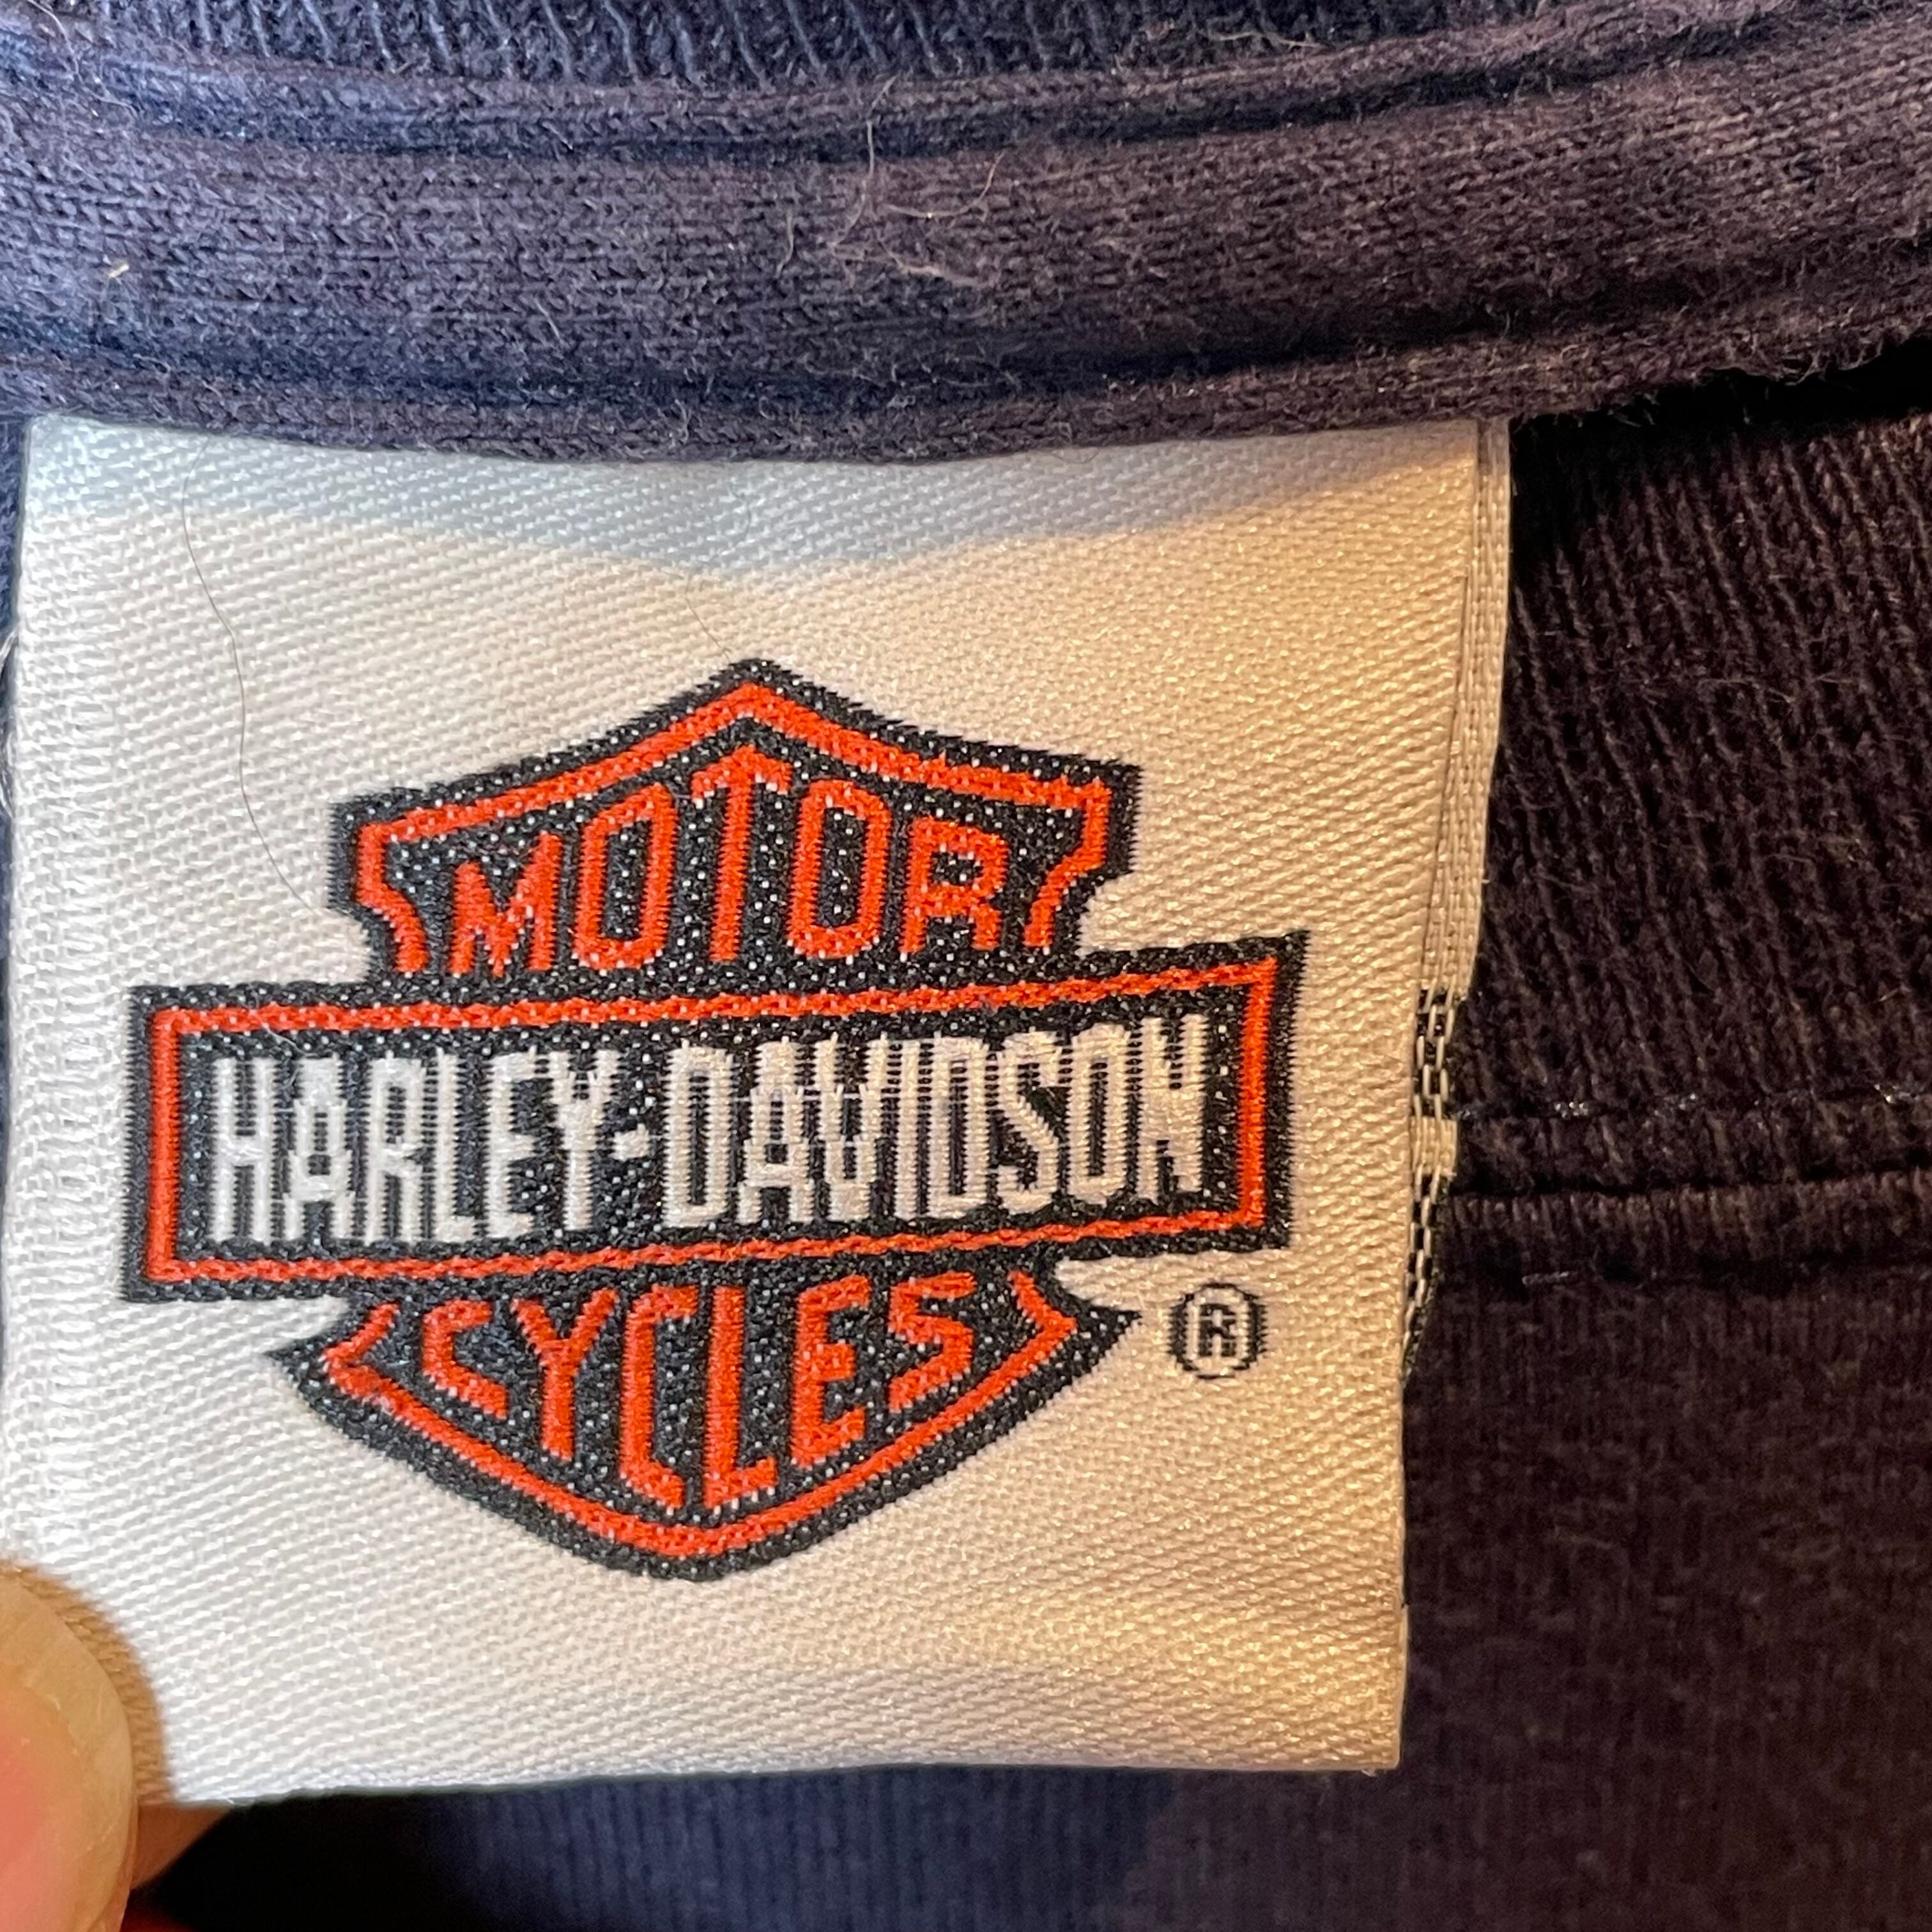 MOTOR
HARLEY-DAVIDSON
CYCLES
®